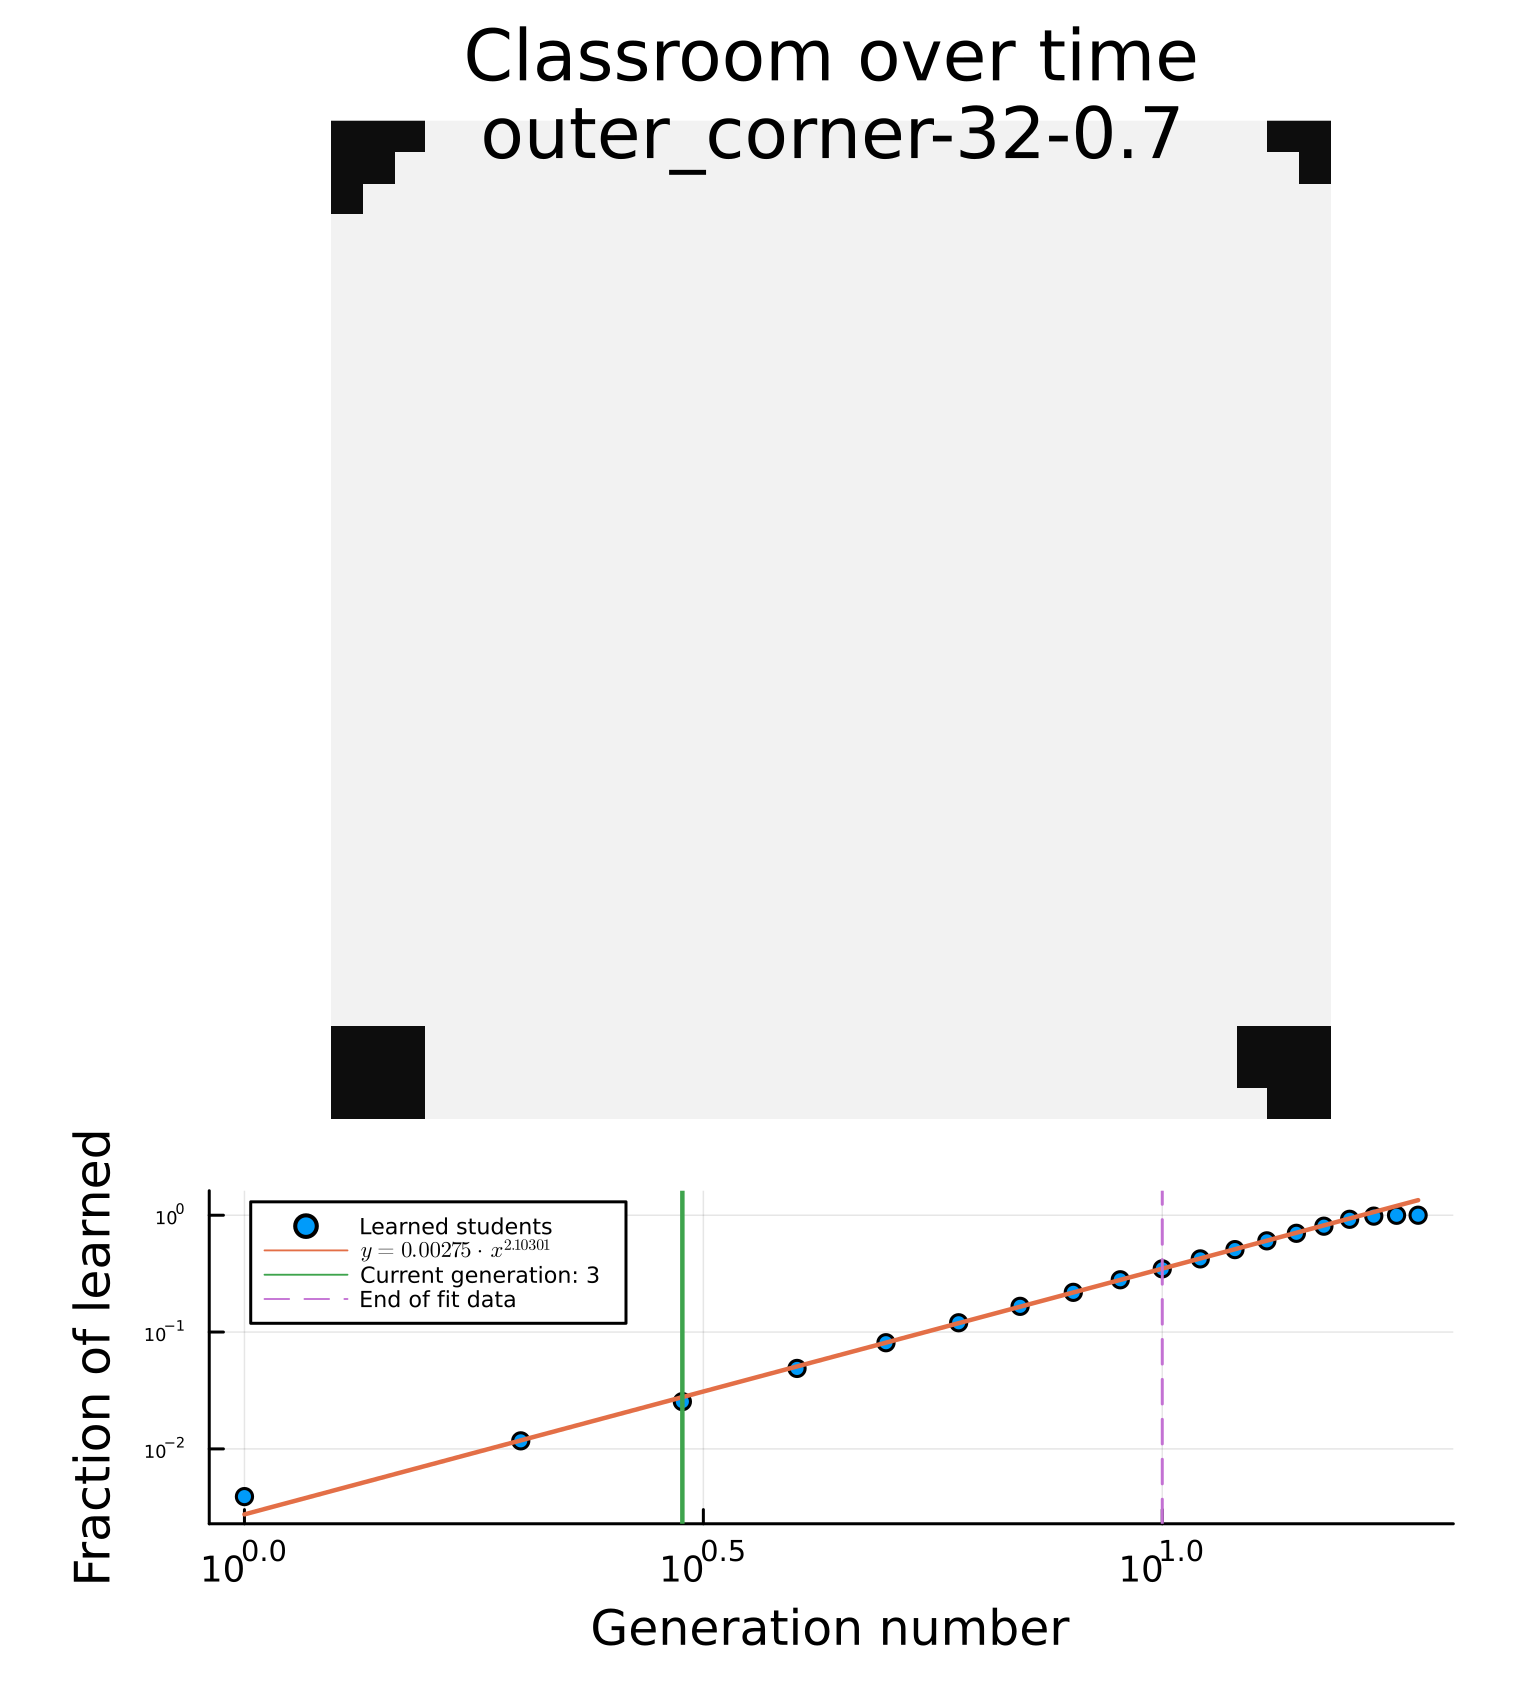 Classroom over time
outer_corner-32-0.7
Fraction of learned
10^0
10^−1
10^−2
Learned students
y = 0.00275 · x^2.10301
Current generation: 3
End of fit data
10^0.0
10^0.5
10^1.0
Generation number